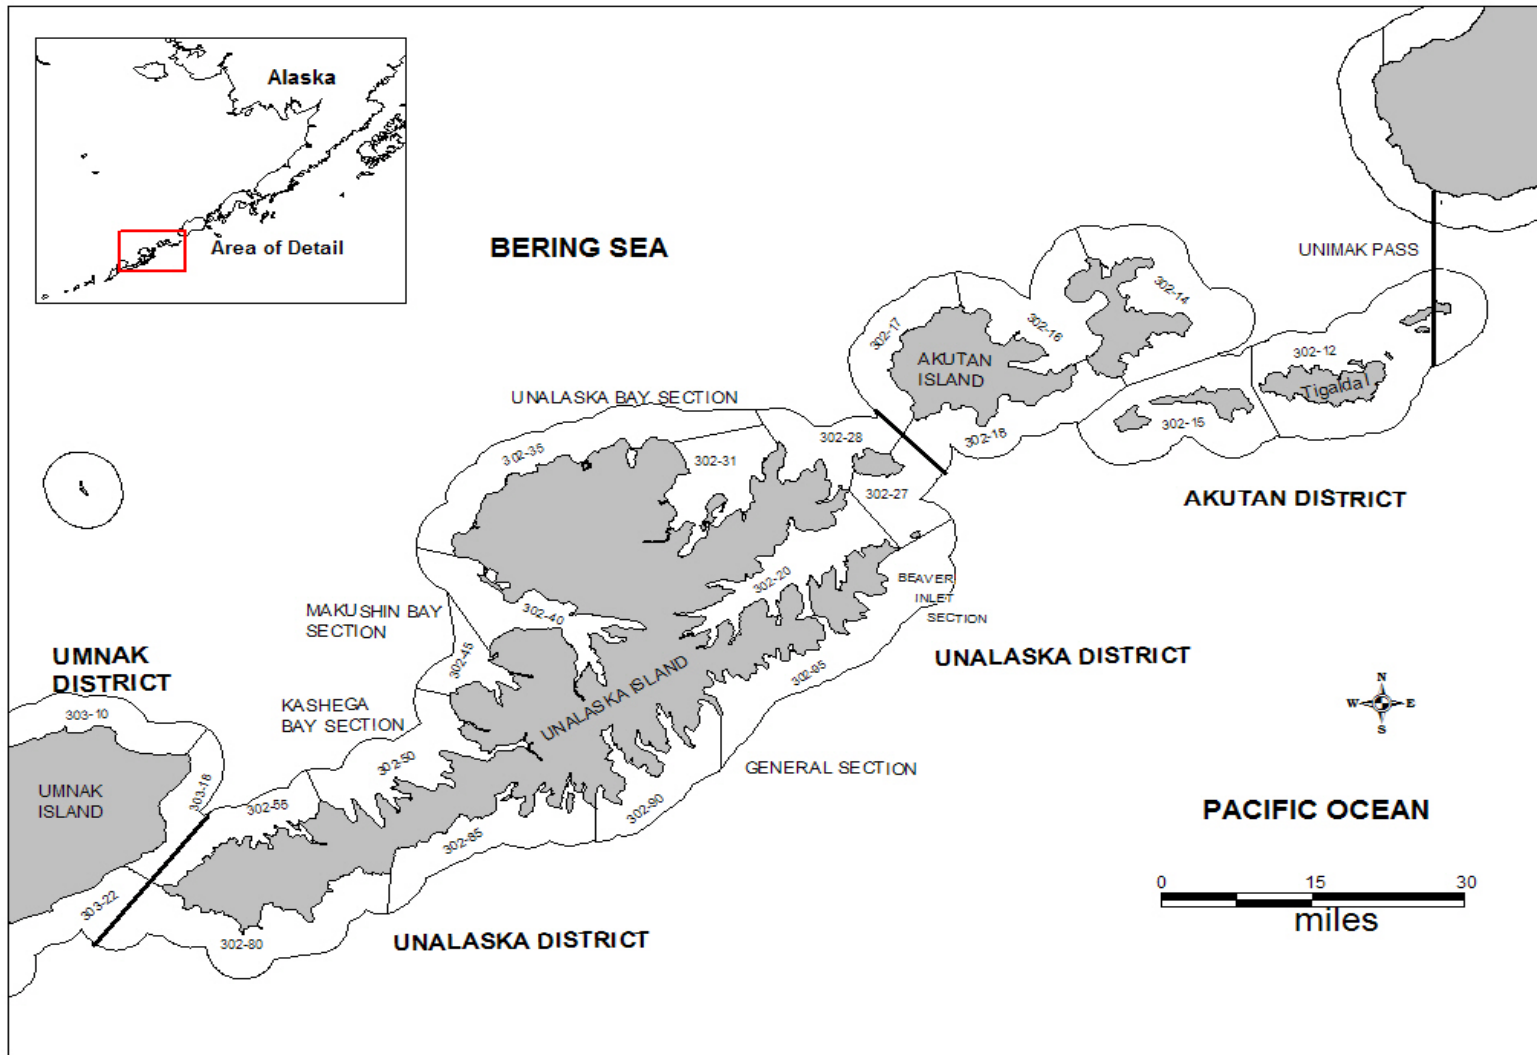 Alaska
Area of Detail
BERING SEA
UNIMAK PASS
302-14
302-16
302-17
AKUTAN
ISLAND
302-12
Tigalda I
302-15
302-18
UNALASKA BAY SECTION
302-28
302-35
302-31
302-27
AKUTAN DISTRICT
302-20
BEAVER
INLET
SECTION
MAKUSHIN BAY
SECTION
302-40
302-45
UNALASKA DISTRICT
302-95
UMNAK
DISTRICT
UNALASKA ISLAND
KASHEGA
BAY SECTION
303-10
N
W E
S
302-50
GENERAL SECTION
303-18
UMNAK
ISLAND
302-55
302-90
PACIFIC OCEAN
302-85
0 15 30
miles
303-22
302-80
UNALASKA DISTRICT